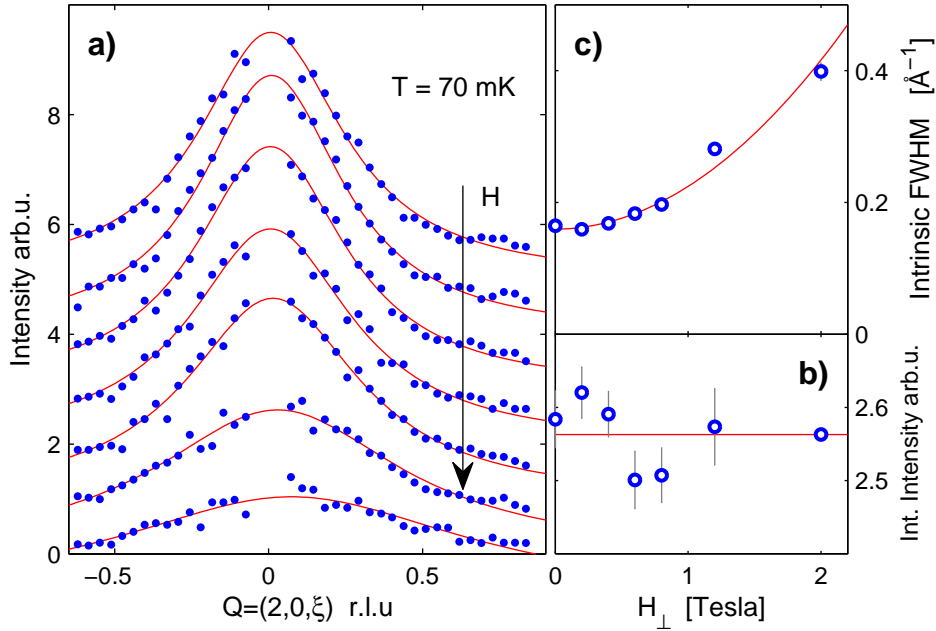 a)
T = 70 mK
H
Intensity arb.u.
8
6
4
2
0
−0.5
0
0.5
Q=(2,0,ξ) r.l.u
c)
0.4
0.2
0
Intrinsic FWHM [Å−1]
b)
2.6
2.5
Int. Intensity arb.u.
0
1
2
H⊥ [Tesla]